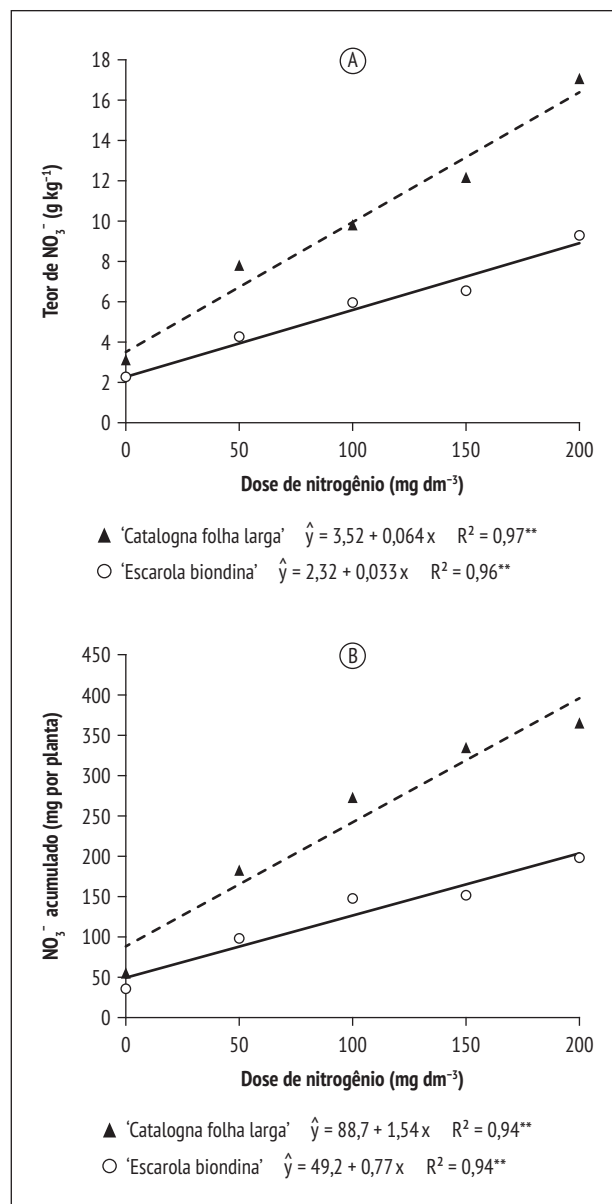 A
Teor de NO₃⁻ (g kg⁻¹)
18
16
14
12
10
8
6
4
2
0
0 50 100 150 200
Dose de nitrogênio (mg dm⁻³)
▲ ‘Catalogna folha larga’ ŷ = 3,52 + 0,064 x R² = 0,97**
○ ‘Escarola biondina’ ŷ = 2,32 + 0,033 x R² = 0,96**
B
NO₃⁻ acumulado (mg por planta)
450
400
350
300
250
200
150
100
50
0
0 50 100 150 200
Dose de nitrogênio (mg dm⁻³)
▲ ‘Catalogna folha larga’ ŷ = 88,7 + 1,54 x R² = 0,94**
○ ‘Escarola biondina’ ŷ = 49,2 + 0,77 x R² = 0,94**